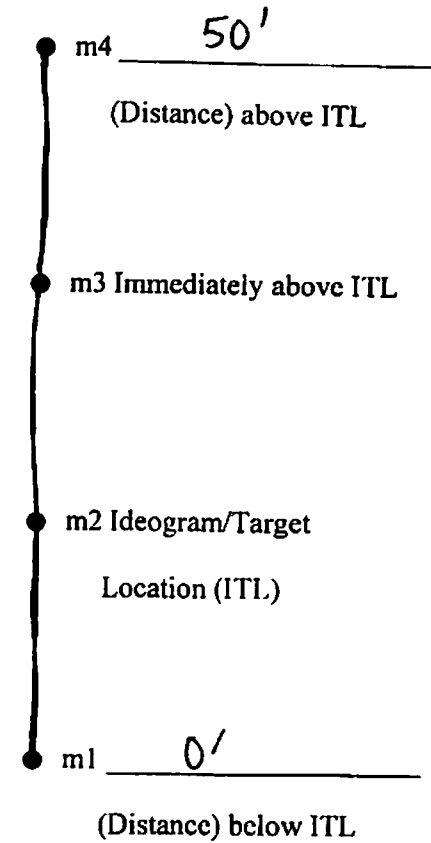 m4 50'
(Distance) above ITL
m3 Immediately above ITL
m2 Ideogram/Target
Location (ITL)
m1 0'
(Distance) below ITL